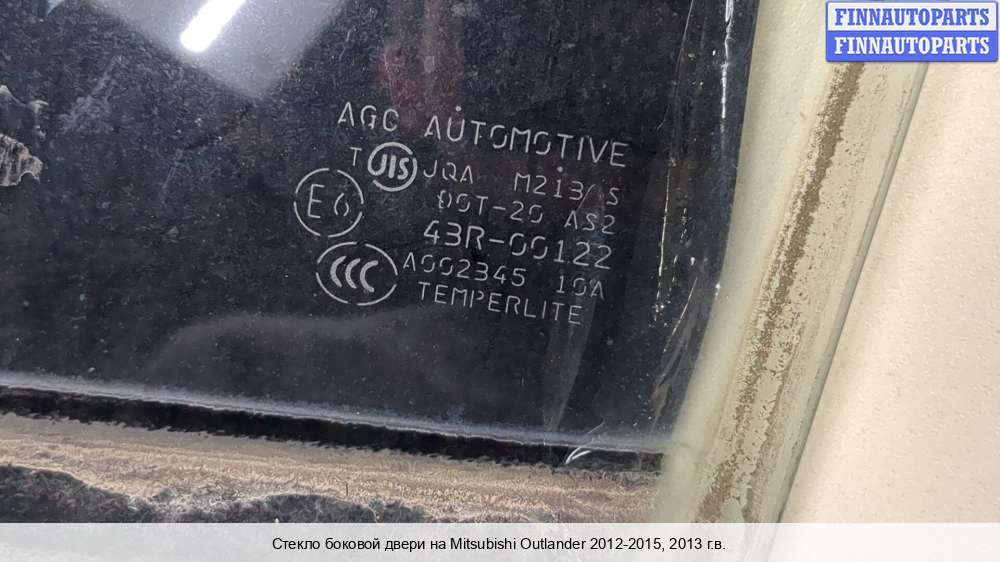 FINNAUTOPARTS
FINNAUTOPARTS
AGC AUTOMOTIVE
T JIS JQA M213 S
E6 DOT-20 AS2
43R-00122
CCC A002345 10A
TEMPERLITE
Стекло боковой двери на Mitsubishi Outlander 2012-2015, 2013 г.в.